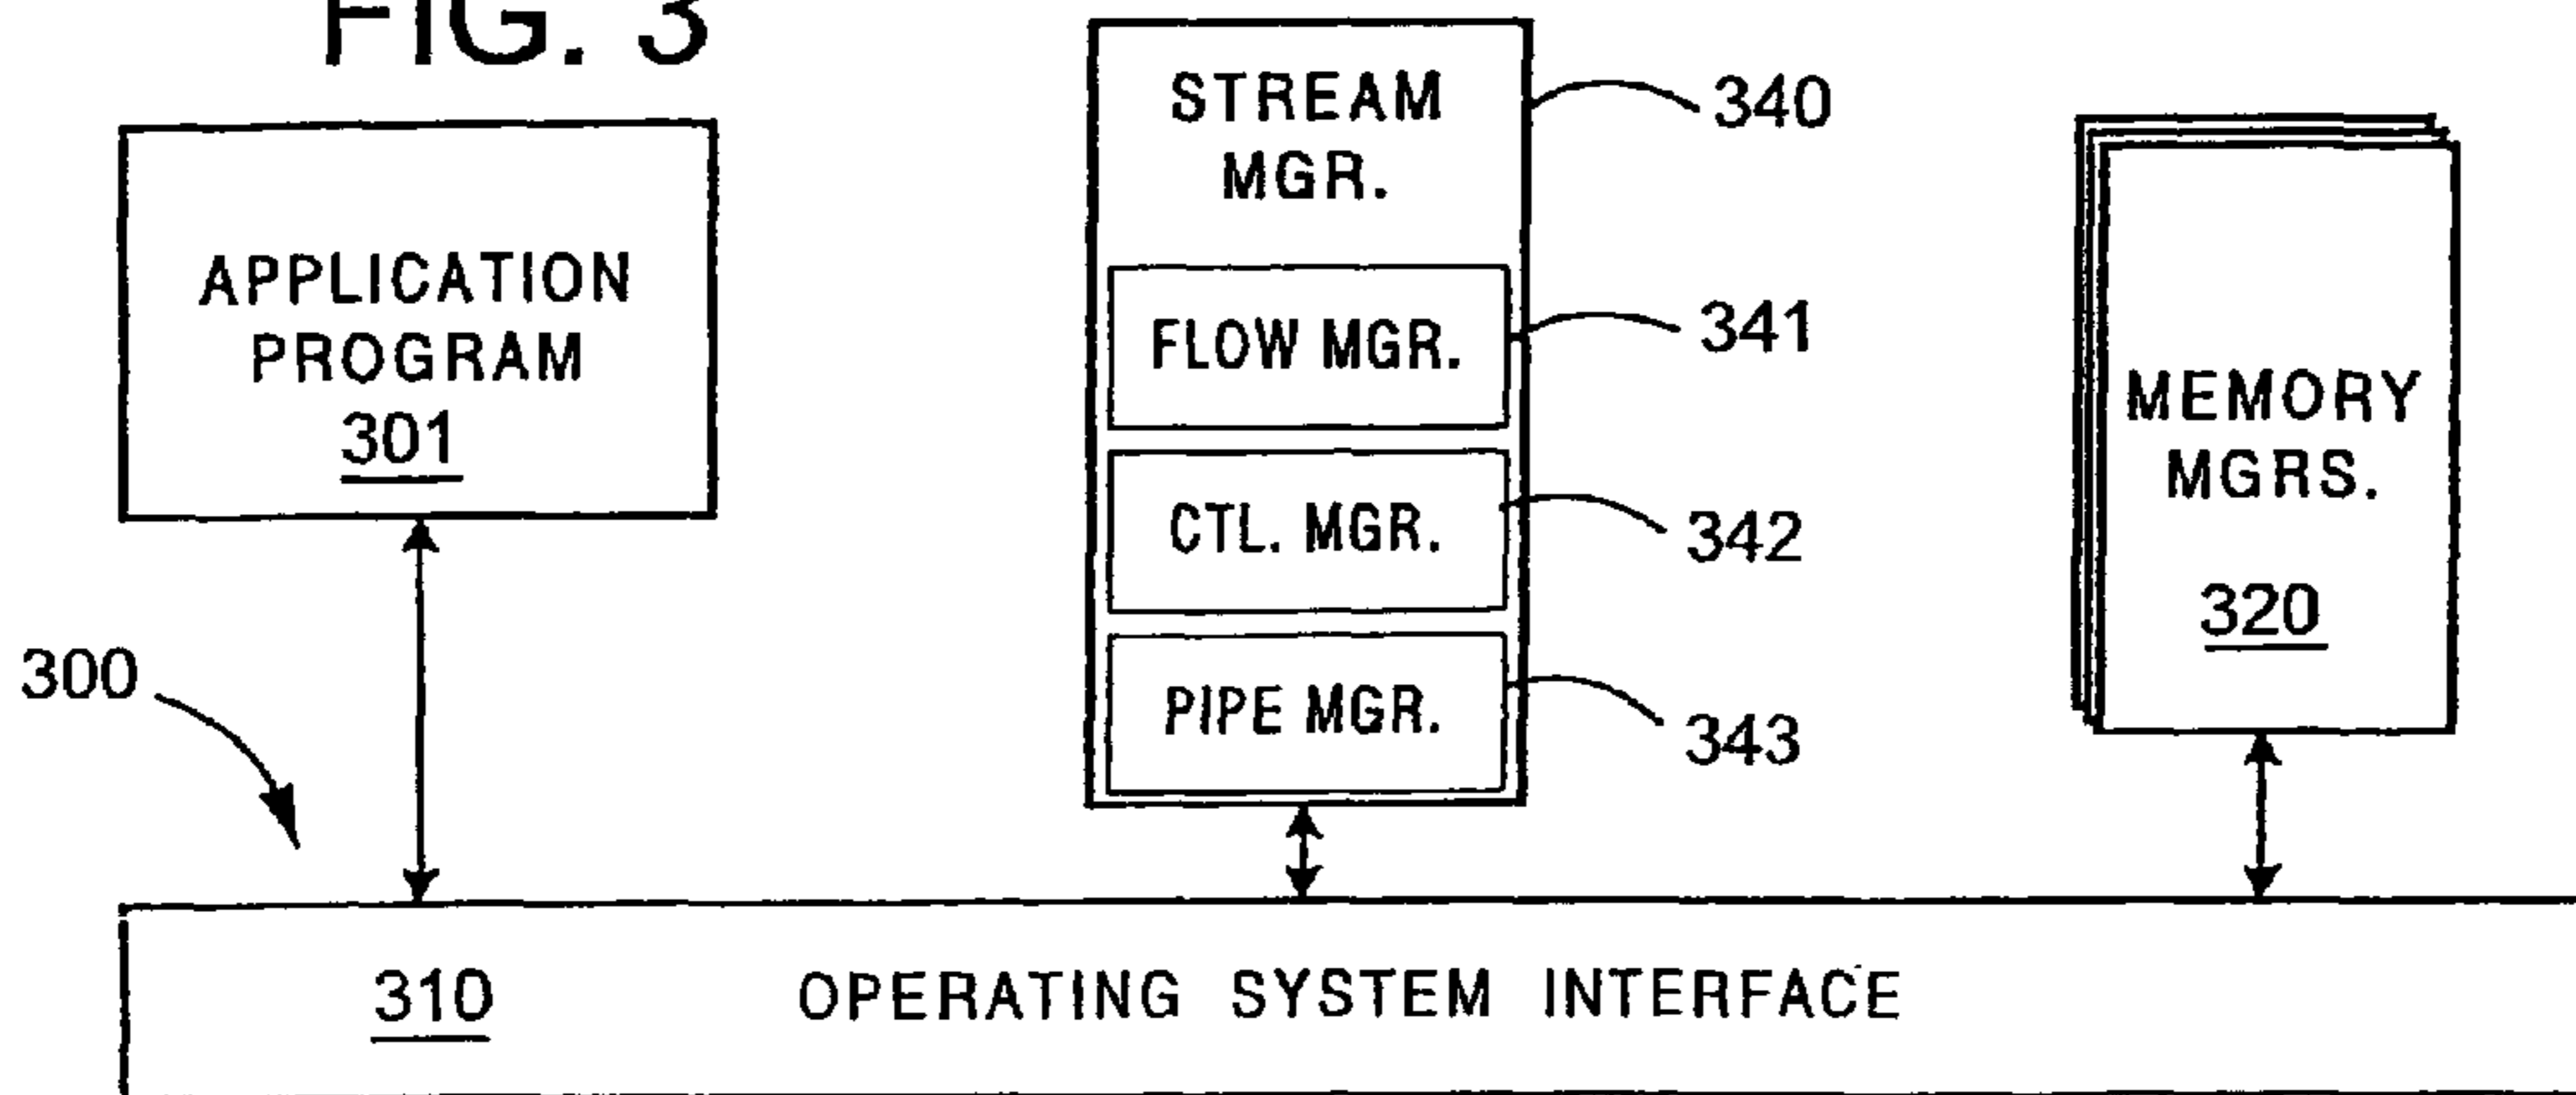 FIG. 3
STREAM
MGR.
340
APPLICATION
PROGRAM
301
FLOW MGR.
341
MEMORY
MGRS.
320
CTL. MGR.
342
300
PIPE MGR.
343
310
OPERATING SYSTEM INTERFACE